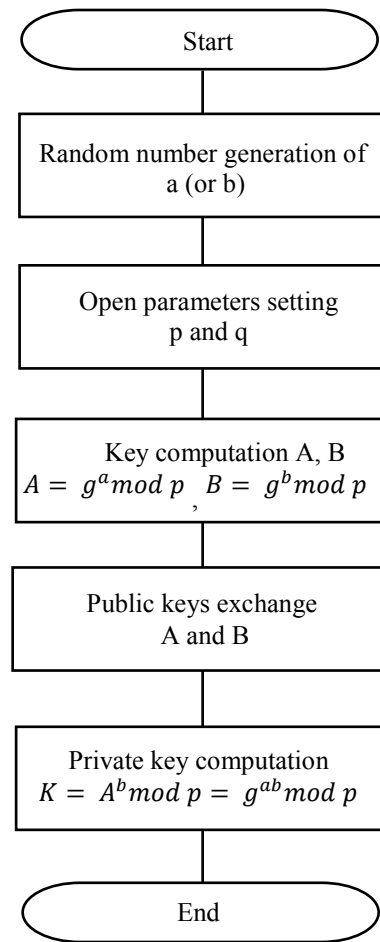 Start
Random number generation of
a (or b)
Open parameters setting
p and q
Key computation A, B
A = g^a mod p , B = g^b mod p
Public keys exchange
A and B
Private key computation
K = A^b mod p = g^ab mod p
End